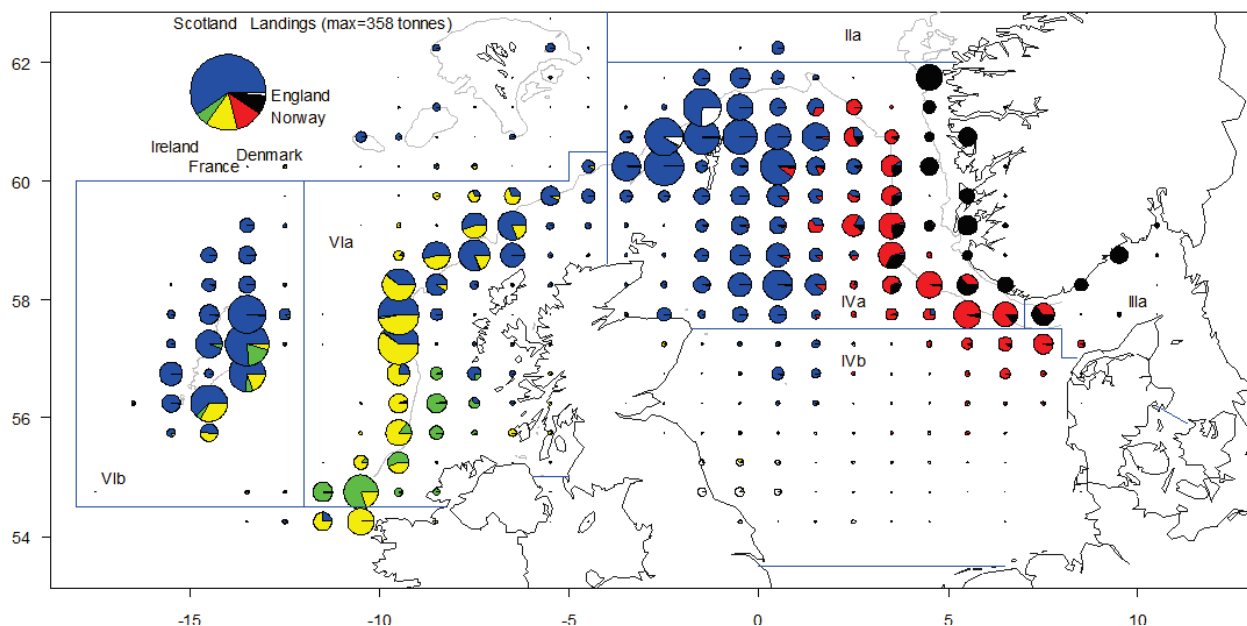 Scotland Landings (max=358 tonnes)
England
Norway
Ireland
France
Denmark
IIa
VIa
IVa
IIIa
IVb
VIb
62
60
58
56
54
-15
-10
-5
0
5
10